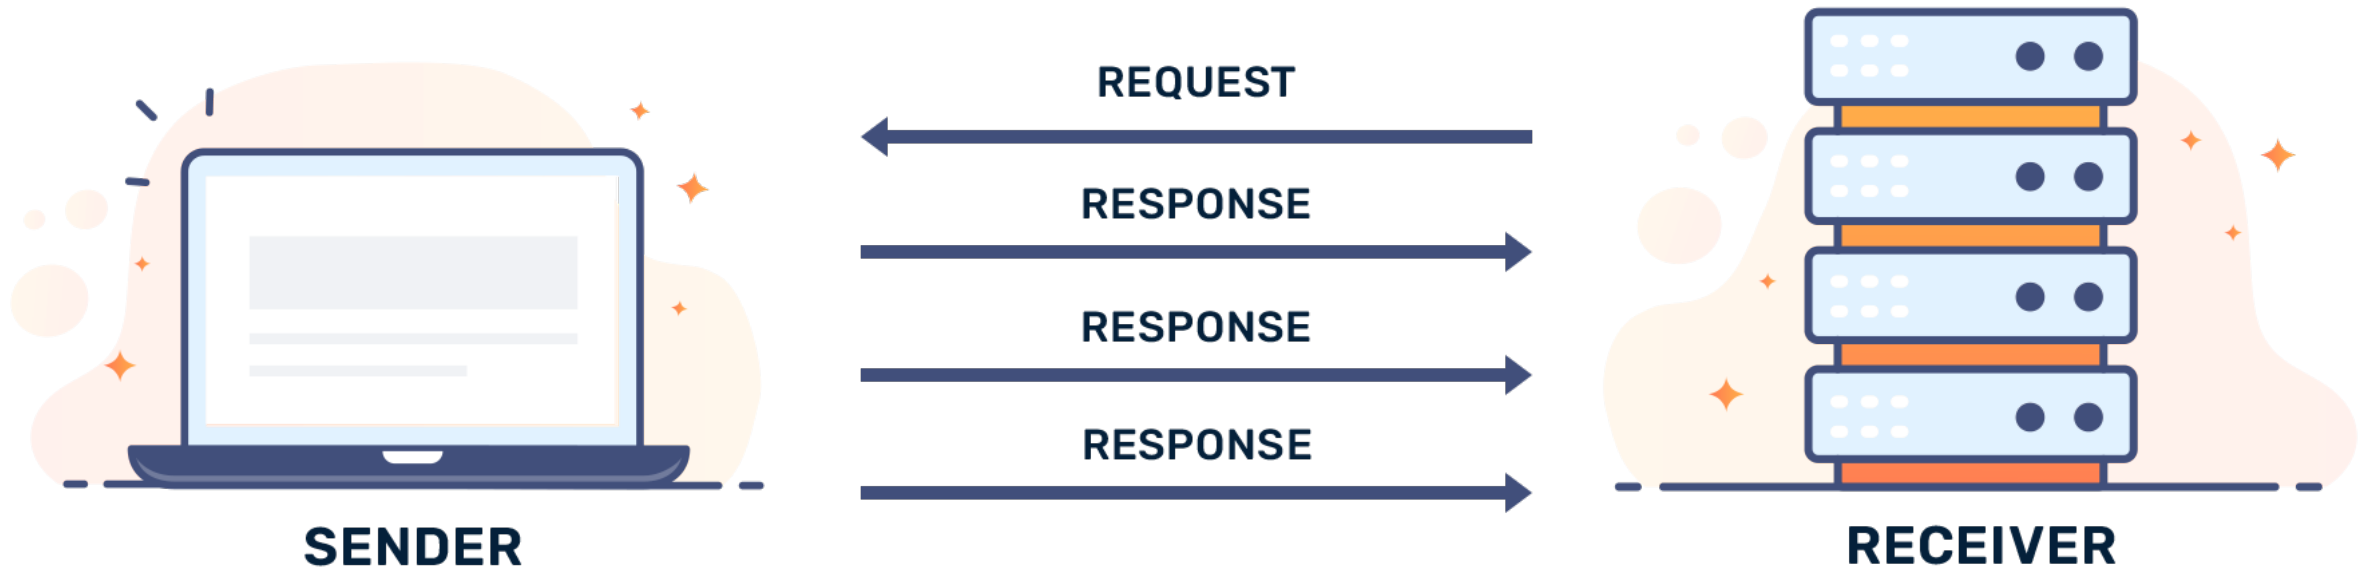 REQUEST
RESPONSE
RESPONSE
RESPONSE
SENDER
RECEIVER